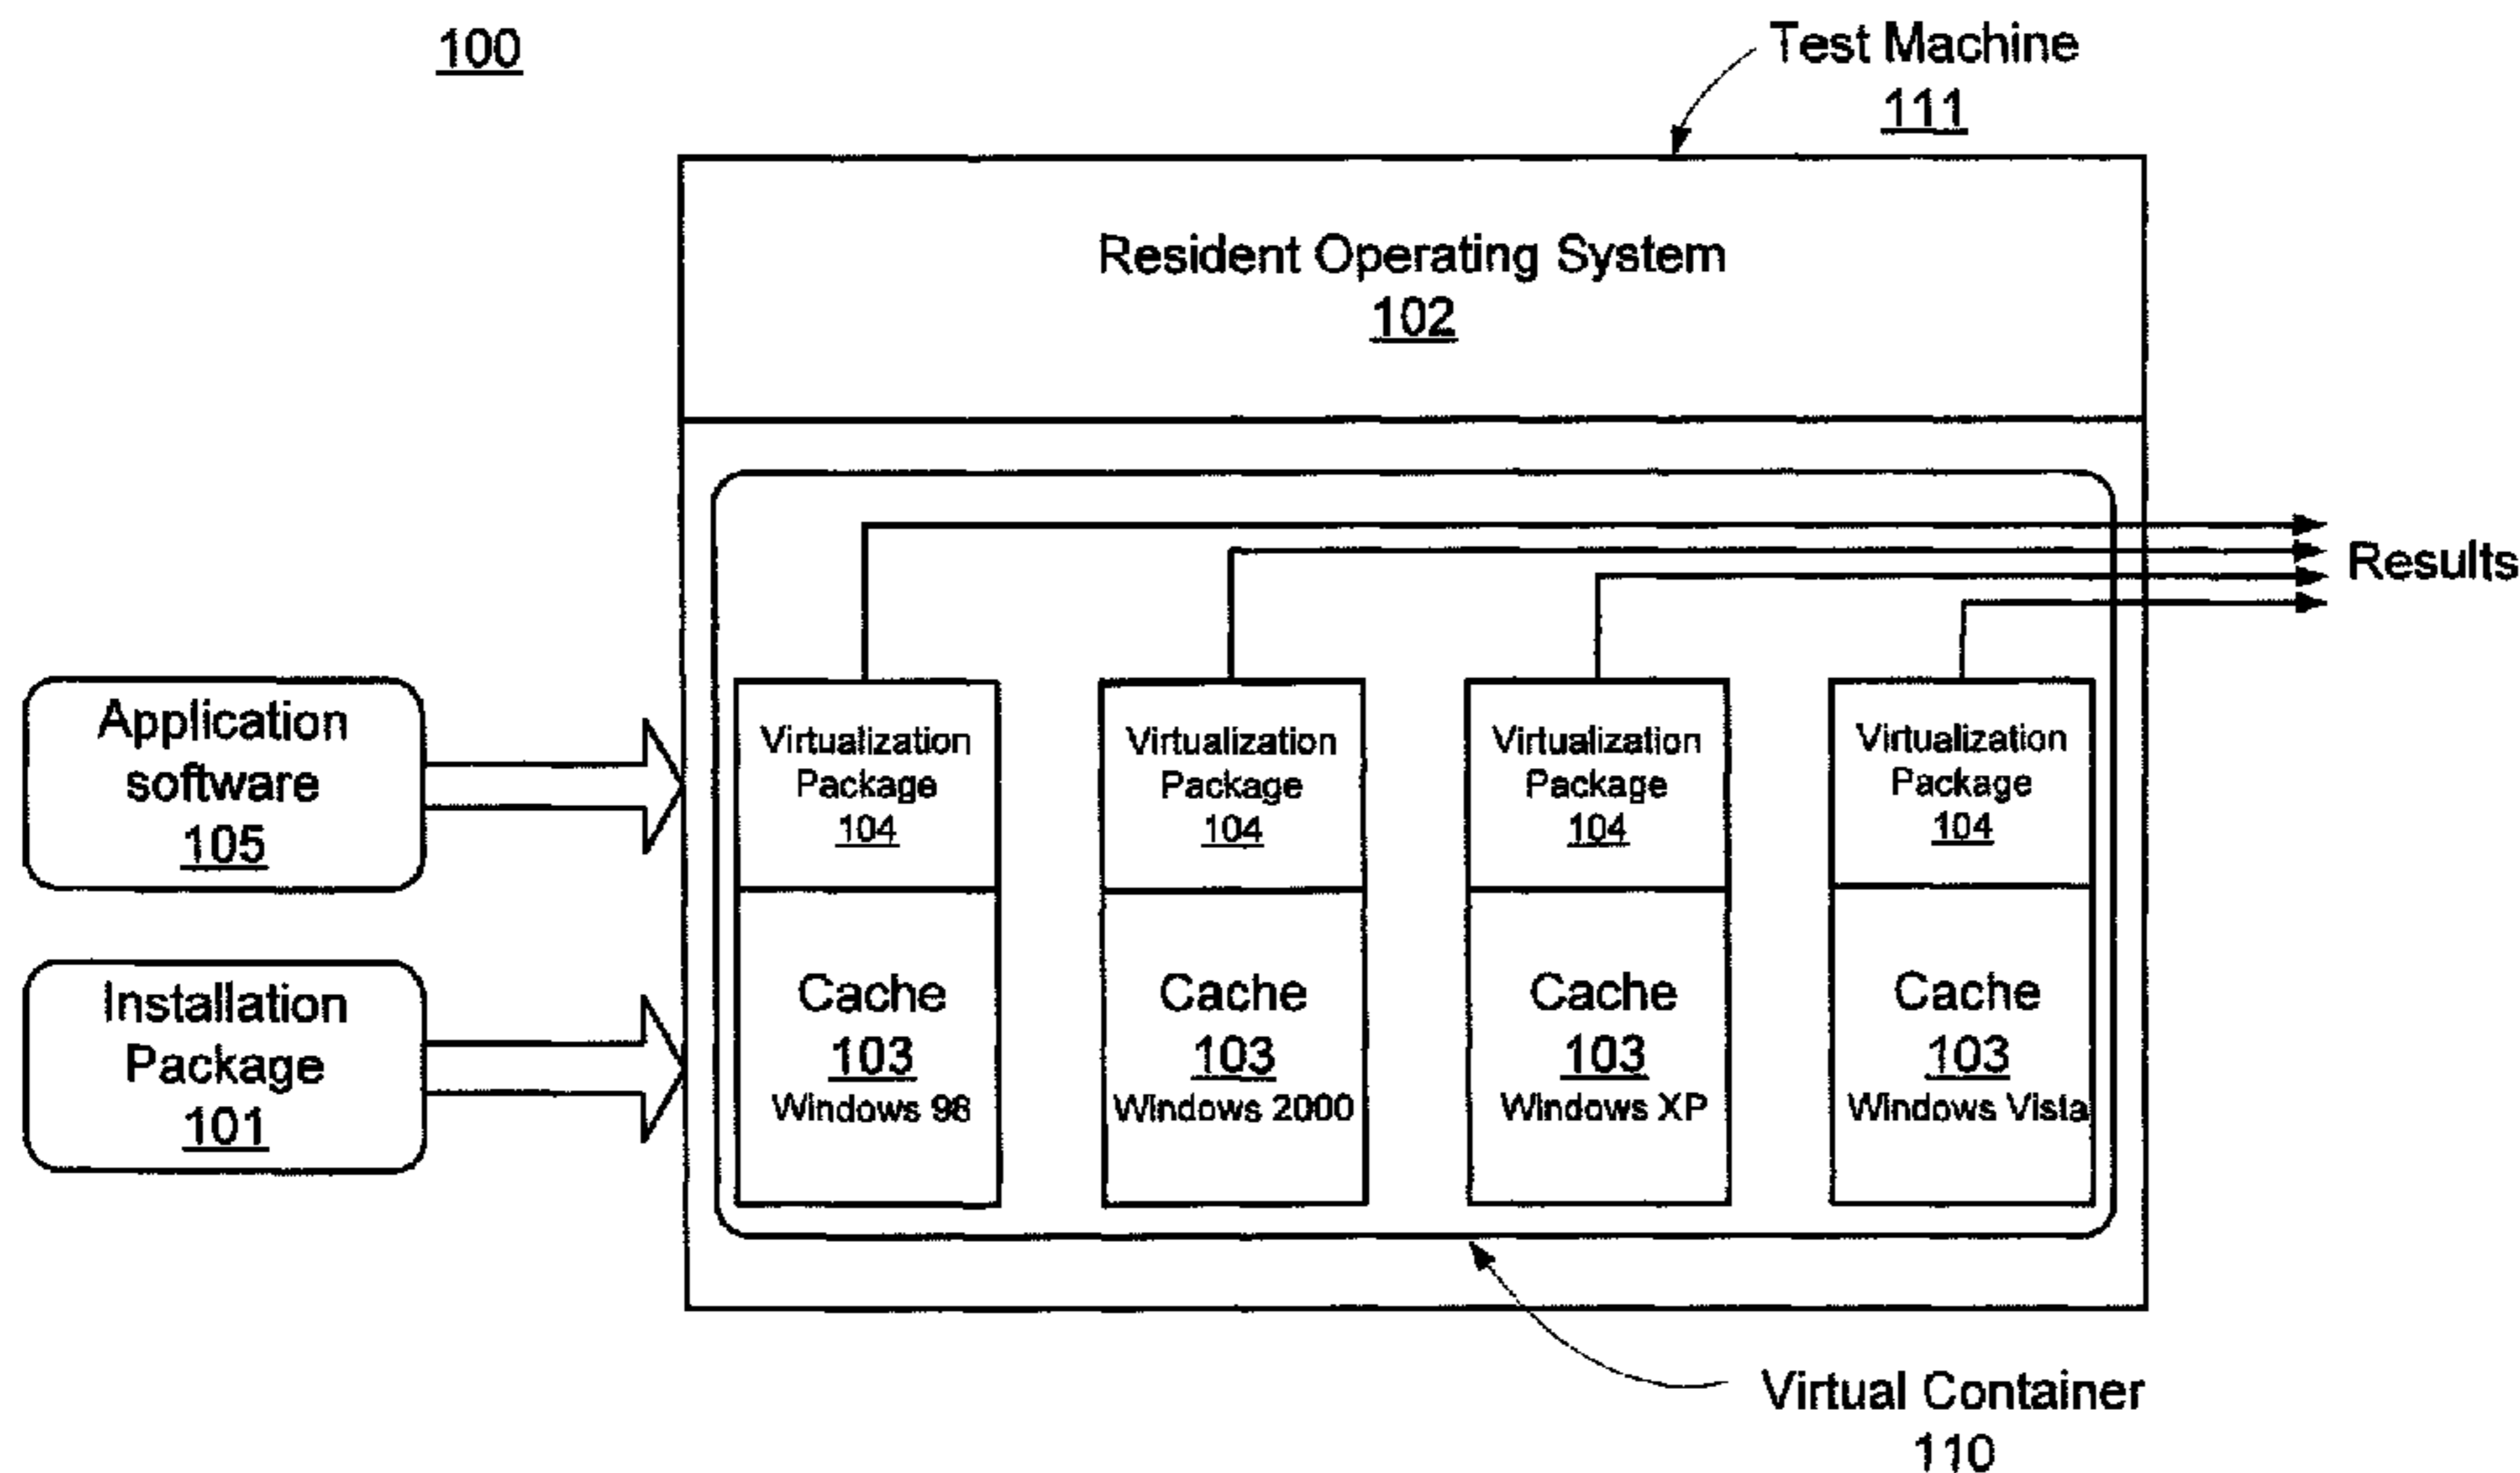 100
Test Machine
111
Resident Operating System
102
Results
Application
software
105
Installation
Package
101
Virtualization
Package
104
Cache
103
Windows 98
Virtualization
Package
104
Cache
103
Windows 2000
Virtualization
Package
104
Cache
103
Windows XP
Virtualization
Package
104
Cache
103
Windows Vista
Virtual Container
110